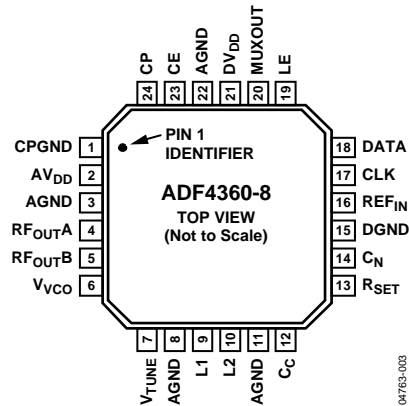 CP
CE
AGND
DVDD
MUXOUT
LE
24
23
22
21
20
19
CPGND 1
AVDD 2
AGND 3
RFOUTA 4
RFOUTB 5
VVCO 6
PIN 1
IDENTIFIER
ADF4360-8
TOP VIEW
(Not to Scale)
18 DATA
17 CLK
16 REFIN
15 DGND
14 CN
13 RSET
7
8
9
10
11
12
VTUNE
AGND
L1
L2
AGND
CC
04763-003